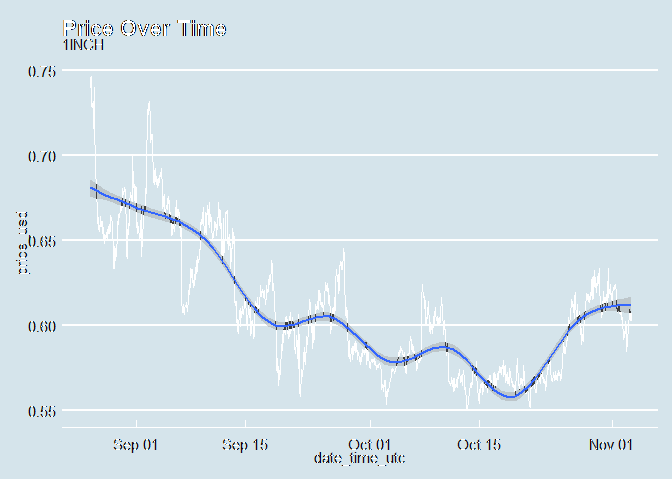 Price Over Time
1INCH
0.75
0.70
0.65
0.60
0.55
price_usd
Sep 01 Sep 15 Oct 01 Oct 15 Nov 01
date_time_utc